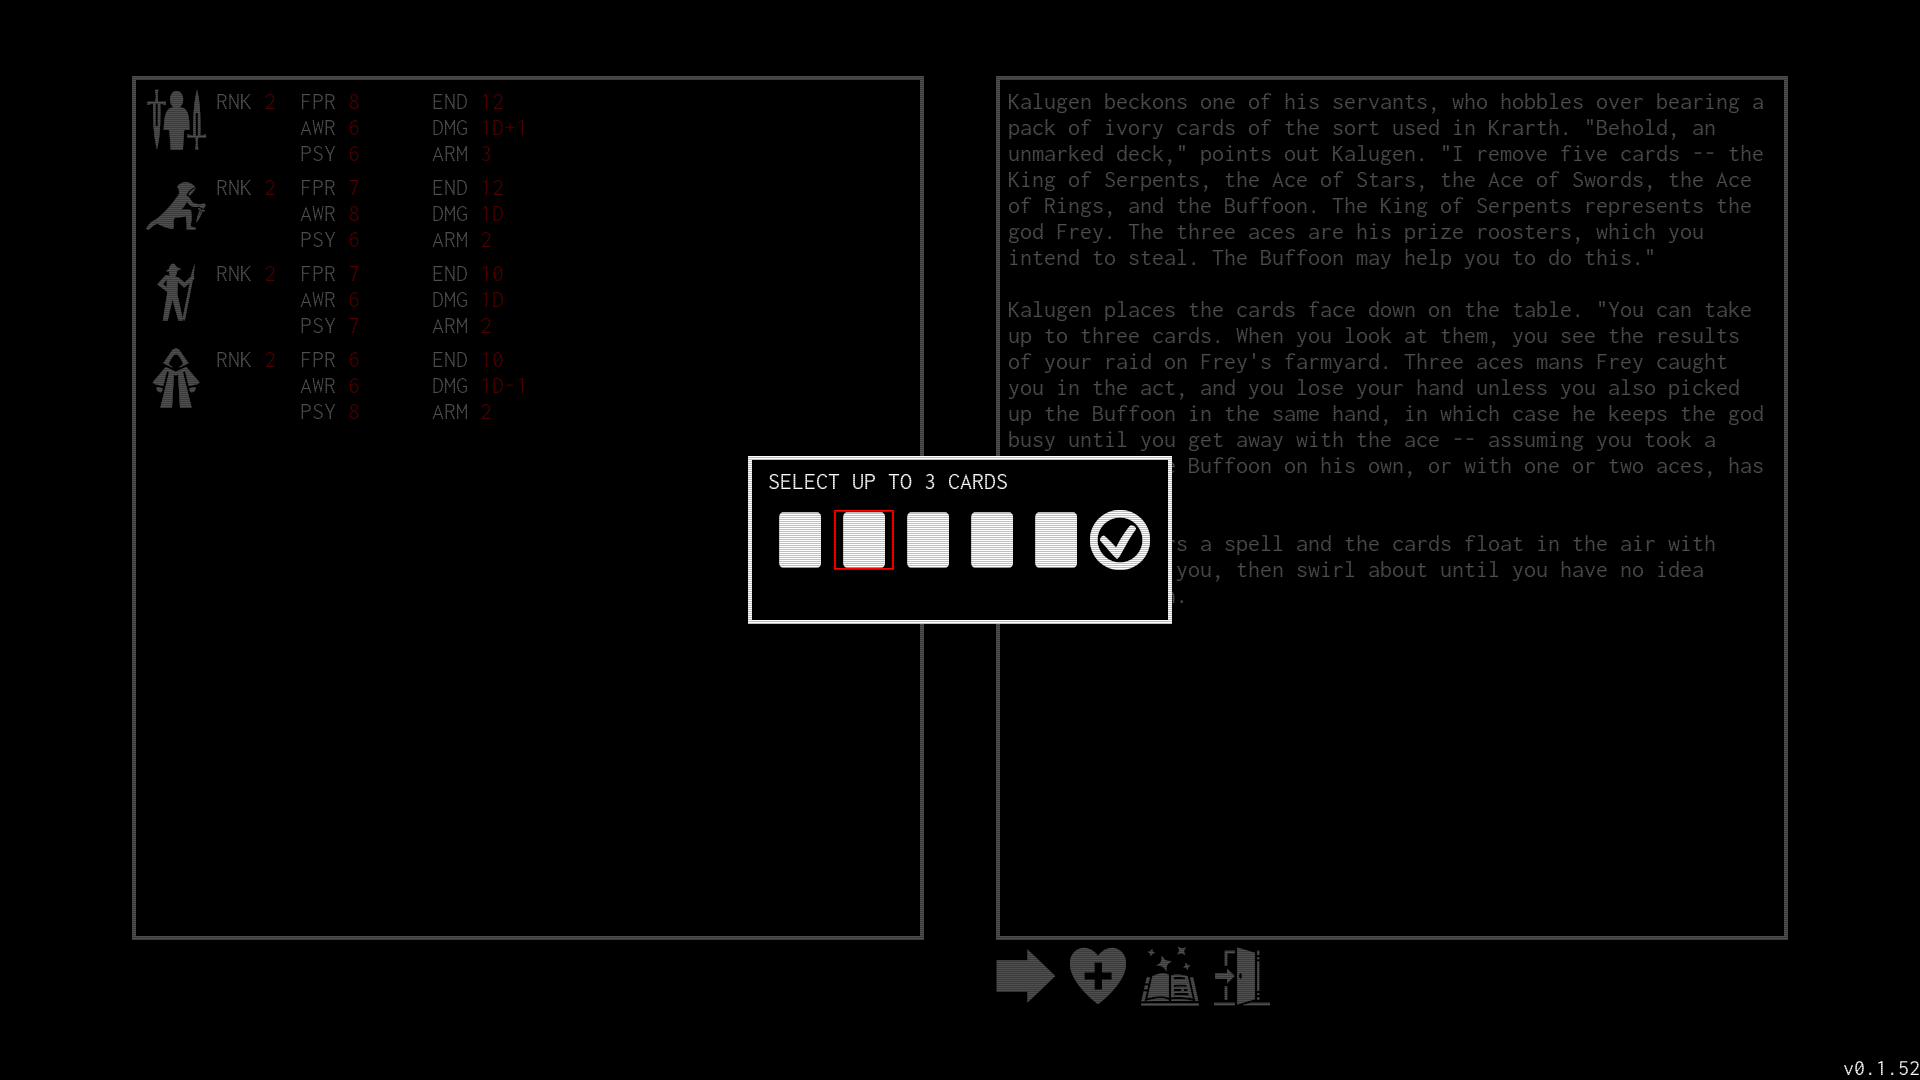 RNK 2 FPR 8 END 12
AWR 6 DMG 1D+1
PSY 6 ARM 3
RNK 2 FPR 7 END 12
AWR 8 DMG 1D
PSY 6 ARM 2
RNK 2 FPR 7 END 10
AWR 6 DMG 1D
PSY 7 ARM 2
RNK 2 FPR 6 END 10
AWR 6 DMG 1D-1
PSY 8 ARM 2
Kalugen beckons one of his servants, who hobbles over bearing a
pack of ivory cards of the sort used in Krarth. "Behold, an
unmarked deck," points out Kalugen. "I remove five cards -- the
King of Serpents, the Ace of Stars, the Ace of Swords, the Ace
of Rings, and the Buffoon. The King of Serpents represents the
god Frey. The three aces are his prize roosters, which you
intend to steal. The Buffoon may help you to do this."
Kalugen places the cards face down on the table. "You can take
up to three cards. When you look at them, you see the results
of your raid on Frey's farmyard. Three aces mans Frey caught
you in the act, and you lose your hand unless you also picked
up the Buffoon in the same hand, in which case he keeps the god
busy until you get away with the ace -- assuming you took a
Buffoon on his own, or with one or two aces, has
a spell and the cards float in the air with
you, then swirl about until you have no idea
SELECT UP TO 3 CARDS
v0.1.52